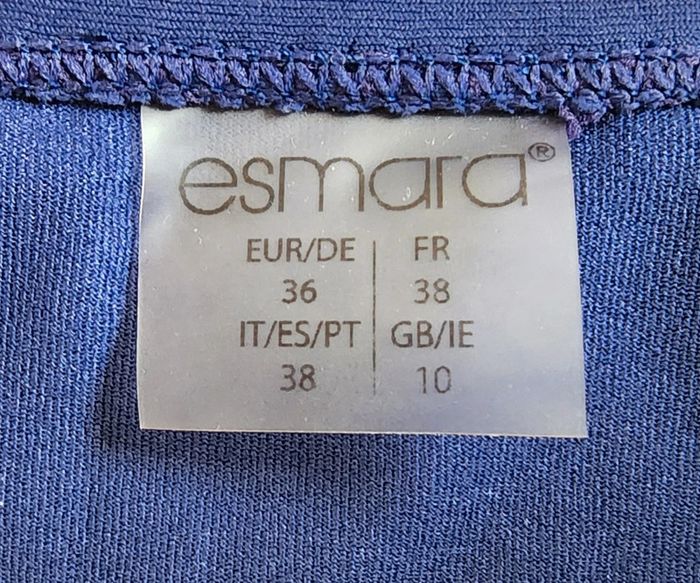 esmara®
EUR/DE FR
36 38
IT/ES/PT GB/IE
38 10